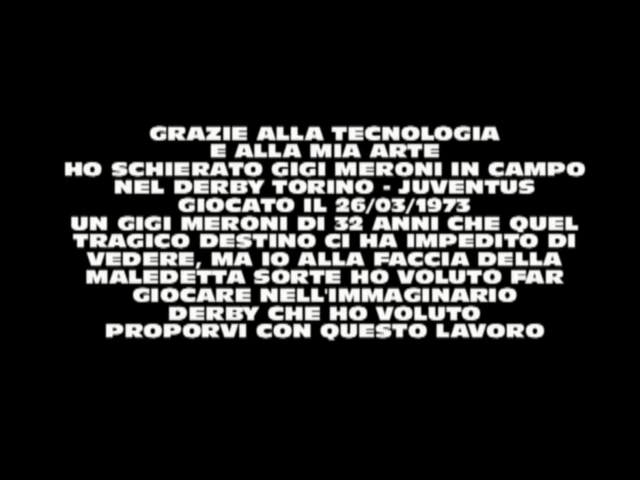 GRAZIE ALLA TECNOLOGIA
E ALLA MIA ARTE
HO SCHIERATO GIGI MERONI IN CAMPO
NEL DERBY TORINO - JUVENTUS
GIOCATO IL 26/03/1973
UN GIGI MERONI DI 32 ANNI CHE QUEL
TRAGICO DESTINO CI HA IMPEDITO DI
VEDERE, MA IO ALLA FACCIA DELLA
MALEDETTA SORTE HO VOLUTO FAR
GIOCARE NELL'IMMAGINARIO
DERBY CHE HO VOLUTO
PROPORVI CON QUESTO LAVORO